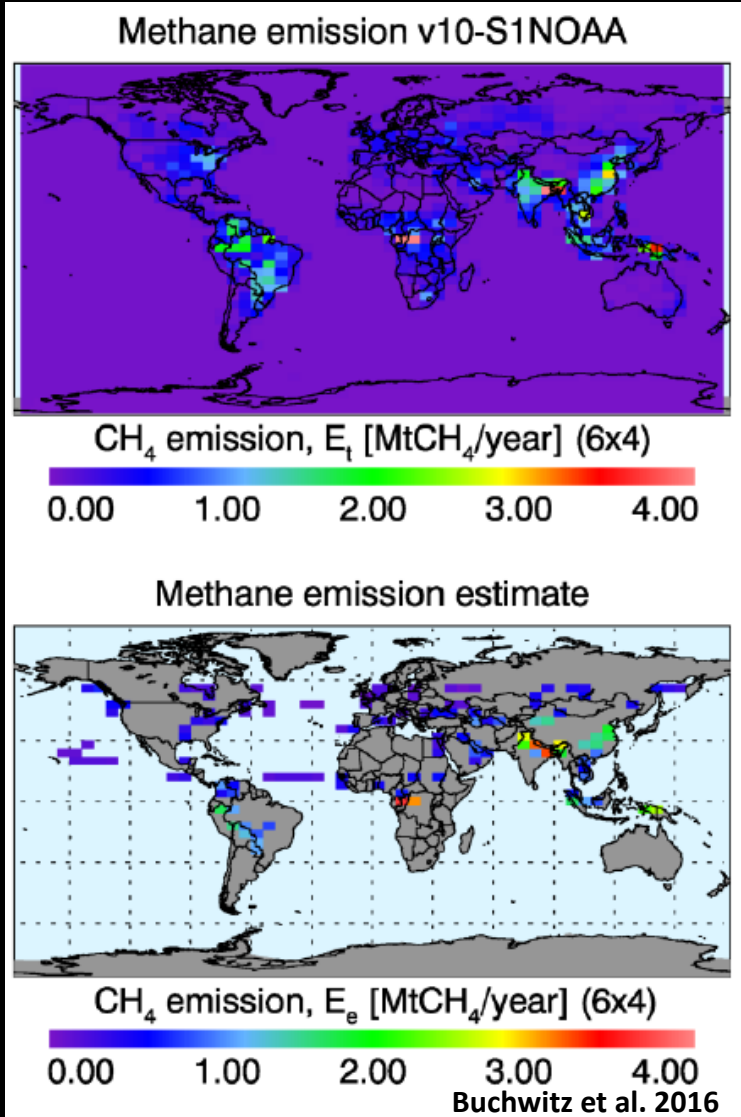 Methane emission v10-S1NOAA
CH₄ emission, Eₜ [MtCH₄/year] (6x4)
0.00 1.00 2.00 3.00 4.00
Methane emission estimate
CH₄ emission, Eₑ [MtCH₄/year] (6x4)
0.00 1.00 2.00 3.00 4.00
Buchwitz et al. 2016